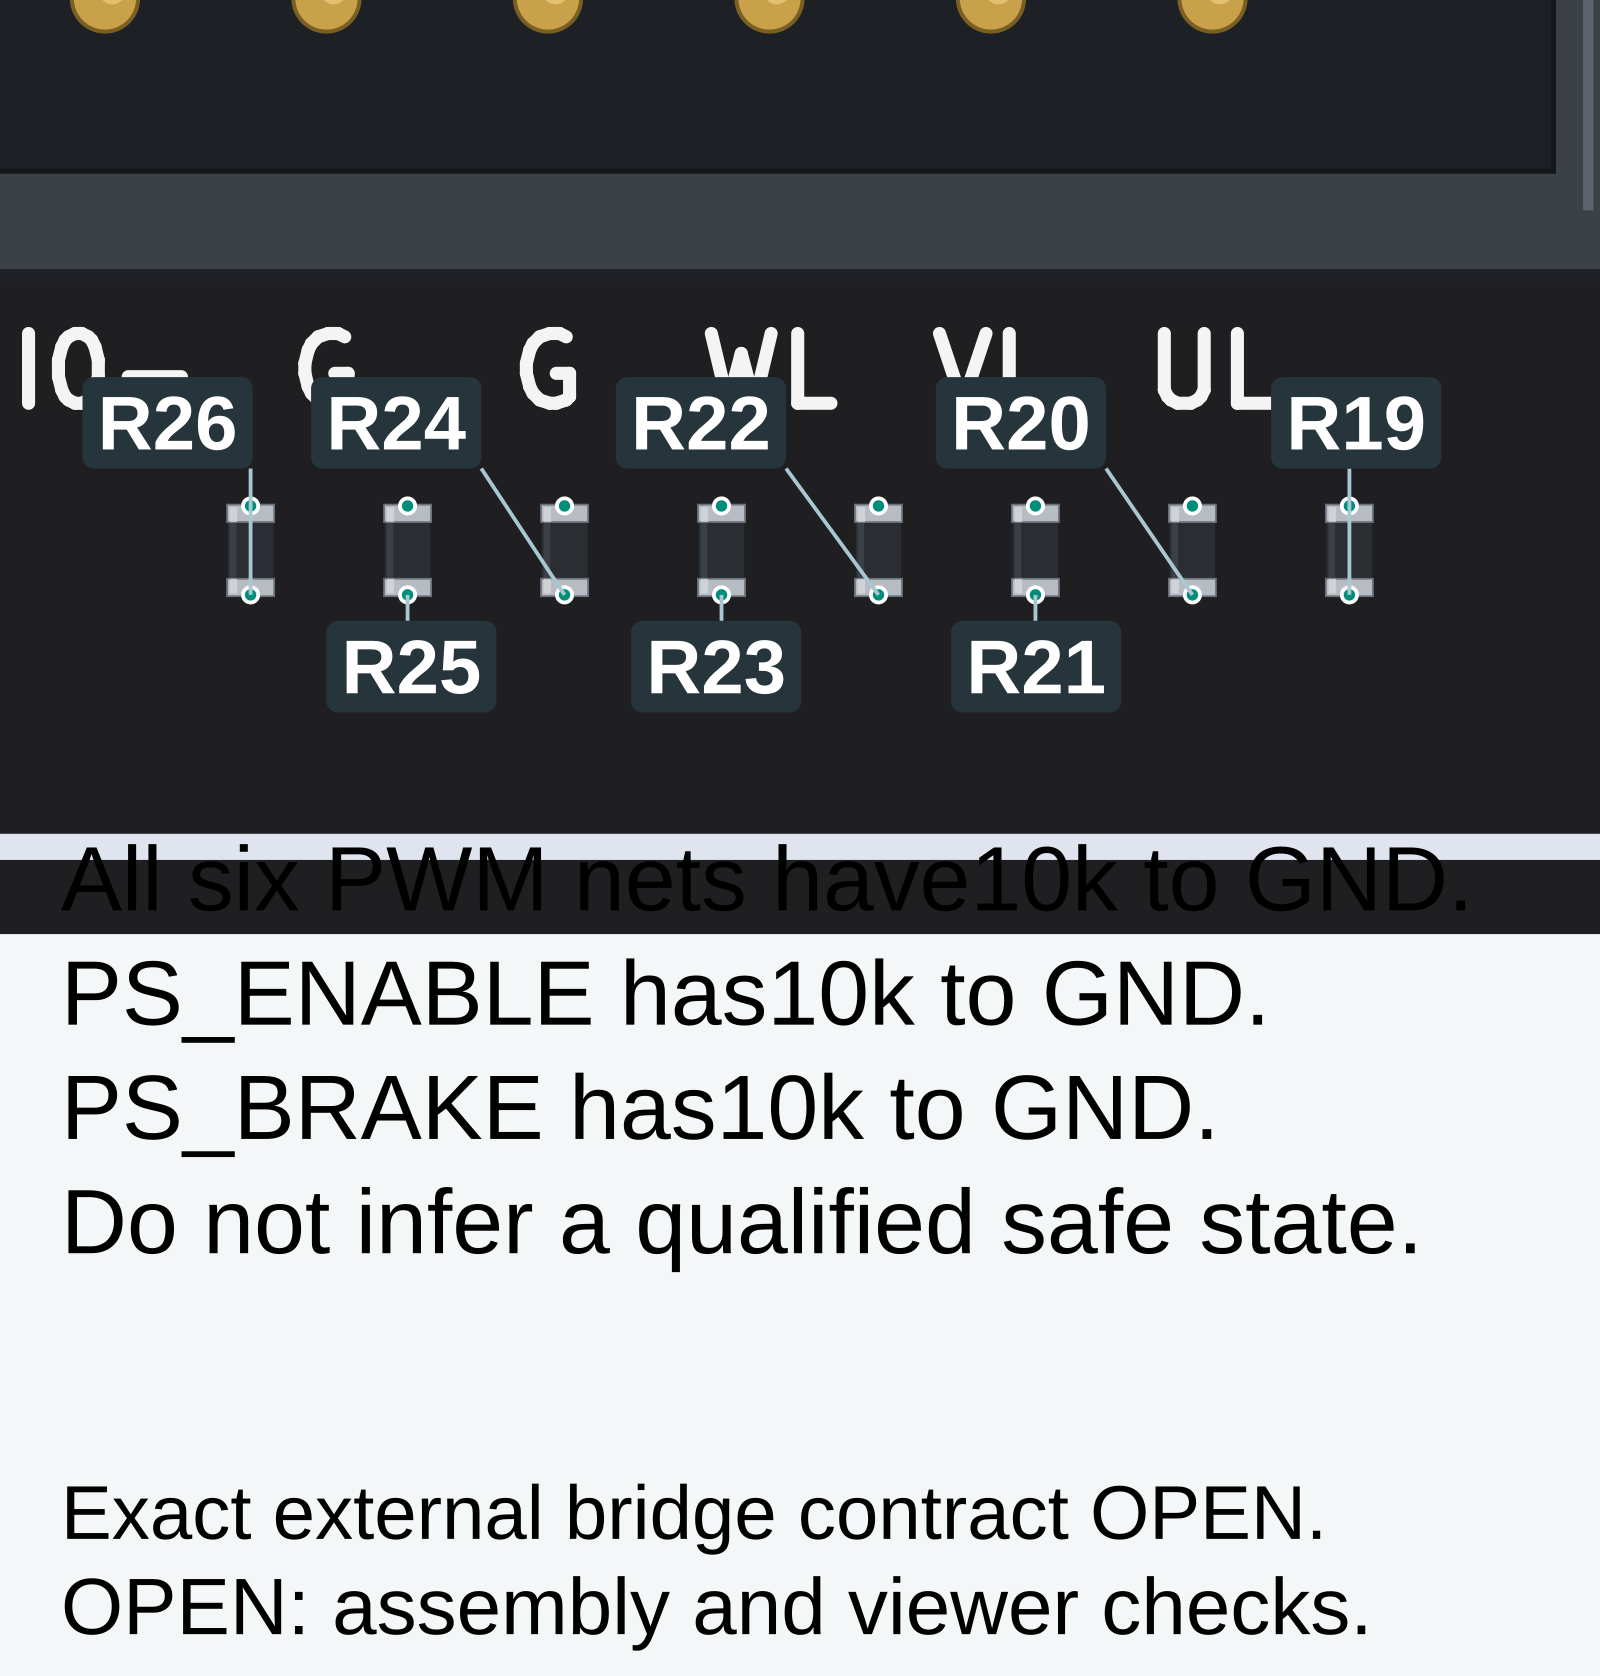 IO- G G WL VL UL
R26 R24 R22 R20 R19
R25 R23 R21
All six PWM nets have10k to GND.
PS_ENABLE has10k to GND.
PS_BRAKE has10k to GND.
Do not infer a qualified safe state.
Exact external bridge contract OPEN.
OPEN: assembly and viewer checks.